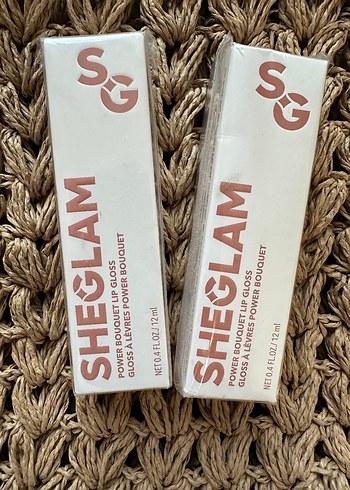 SG
SHEGLAM
POWER BOUQUET LIP GLOSS
GLOSS À LÈVRES POWER BOUQUET
NET 0.4 FL.OZ./ 12 ml
SG
SHEGLAM
POWER BOUQUET LIP GLOSS
GLOSS À LÈVRES POWER BOUQUET
NET 0.4 FL.OZ./ 12 ml